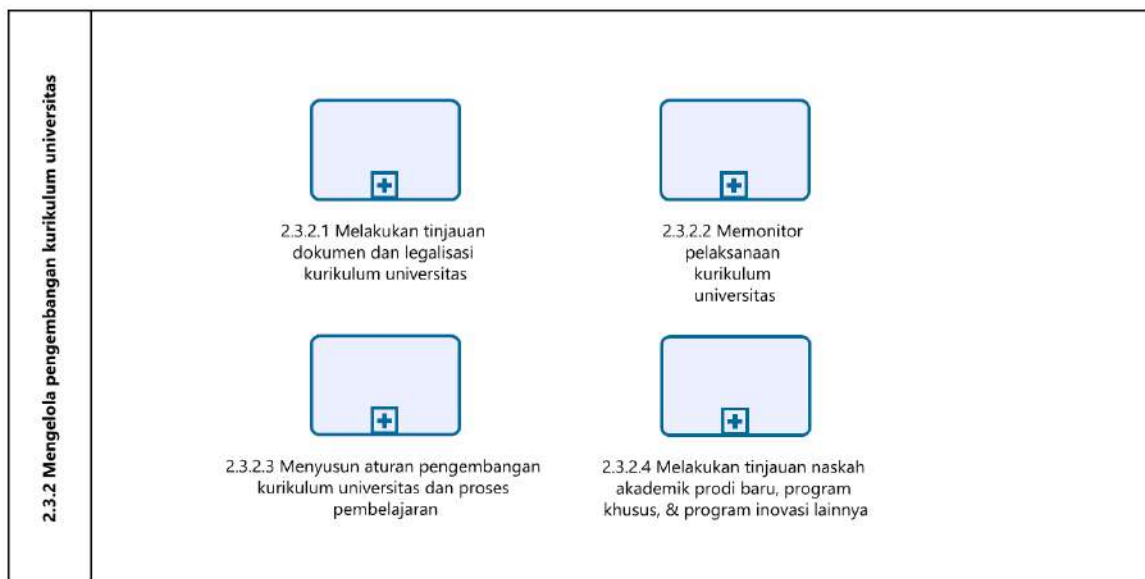 2.3.2 Mengelola pengembangan kurikulum universitas
2.3.2.1 Melakukan tinjauan
dokumen dan legalisasi
kurikulum universitas
2.3.2.2 Memonitor
pelaksanaan
kurikulum
universitas
2.3.2.3 Menyusun aturan pengembangan
kurikulum universitas dan proses
pembelajaran
2.3.2.4 Melakukan tinjauan naskah
akademik prodi baru, program
khusus, & program inovasi lainnya